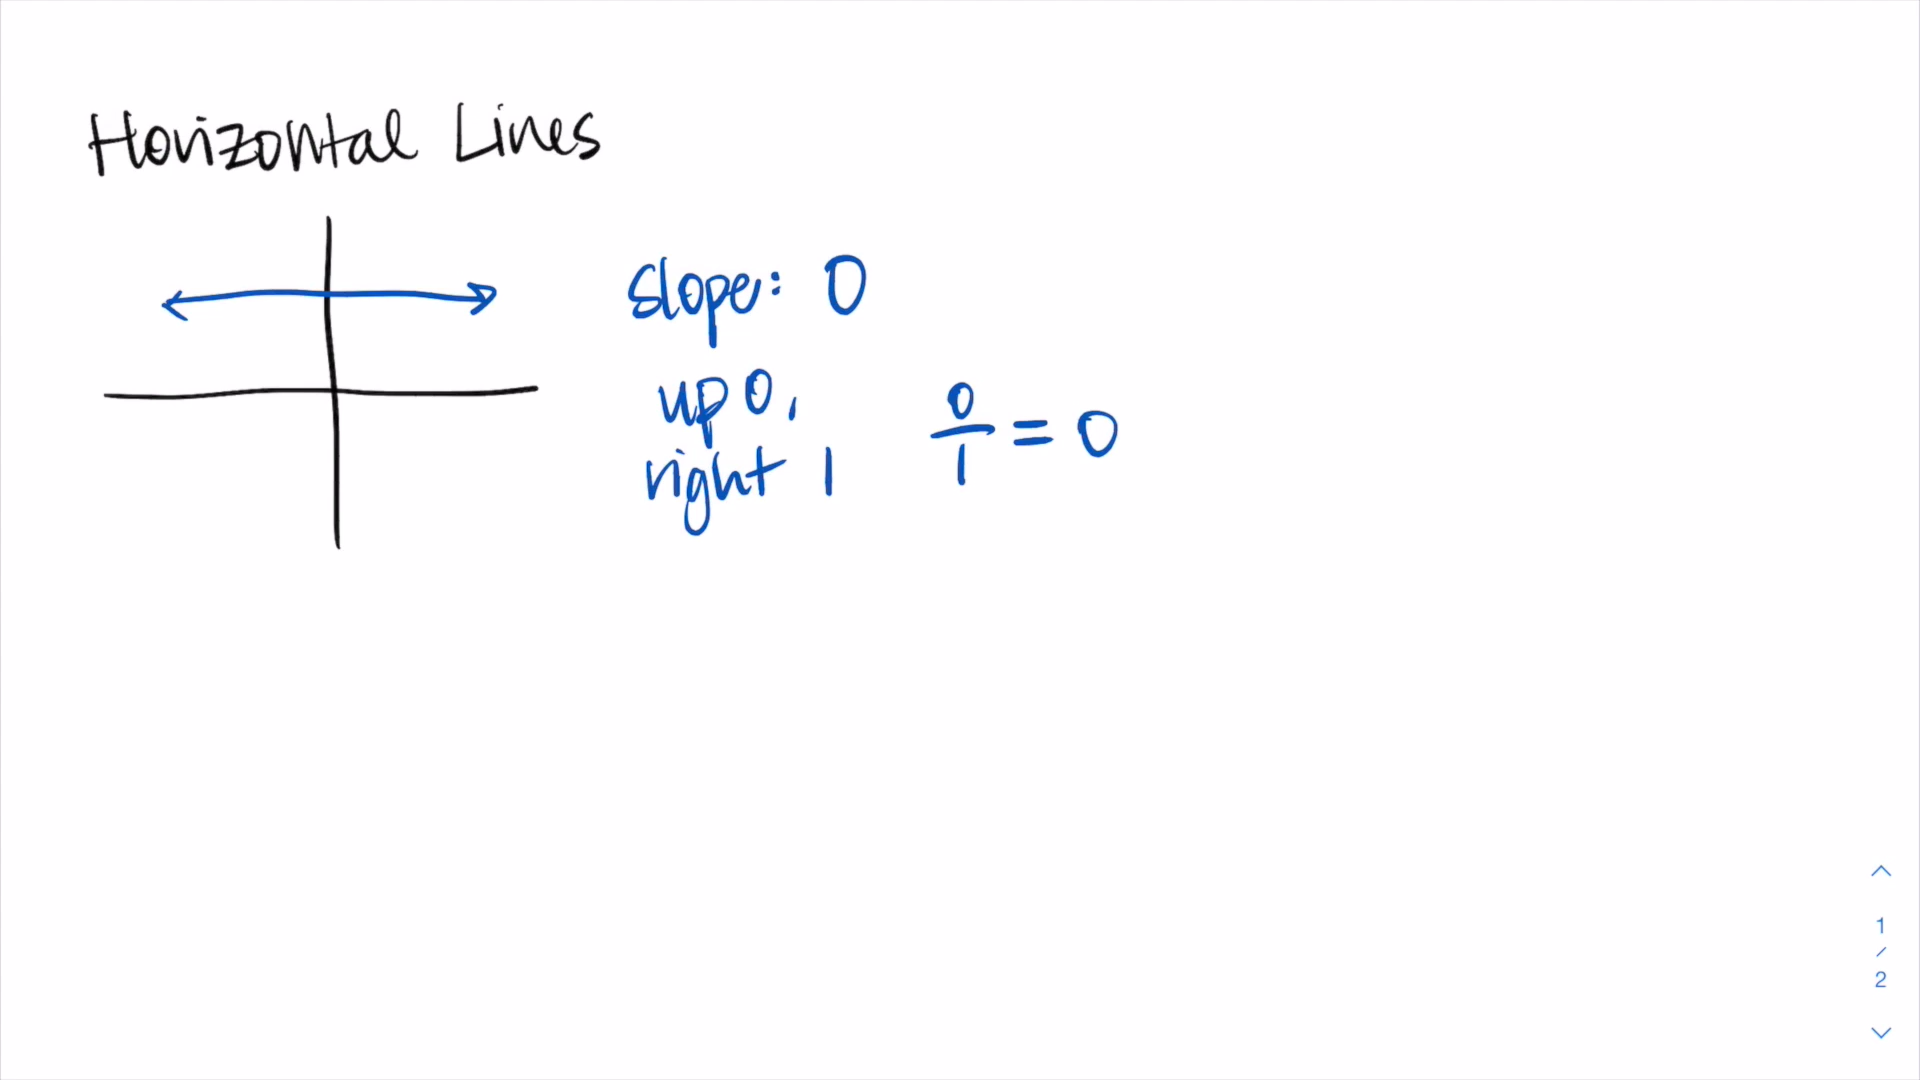 Horizontal Lines
slope: 0
up 0,
right 1
0
1
= 0
1
/
2